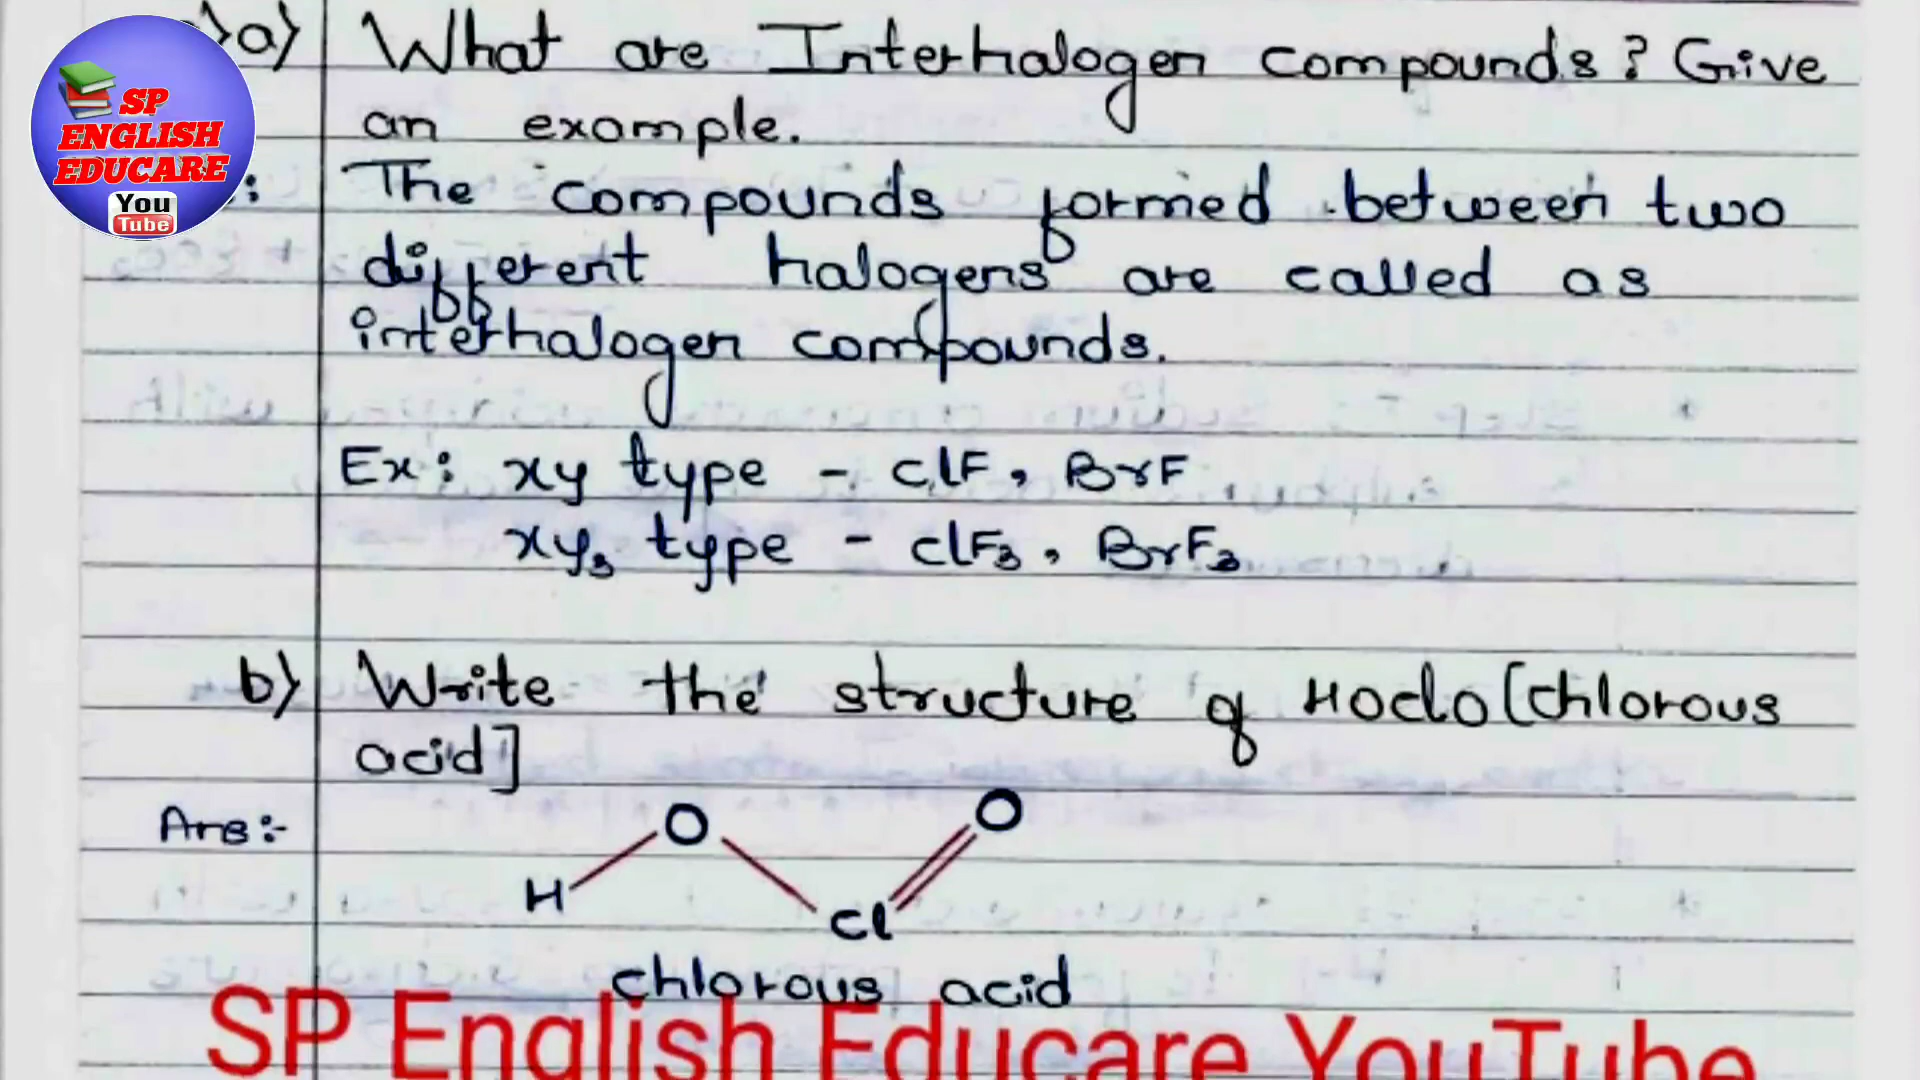 a) What are Interhalogen compounds? Give
an example.
SP
ENGLISH
EDUCARE
You
Tube
: The compounds formed between two
different halogens are called as
interhalogen compounds.
Ex: xy type - ClF, BrF
xy₃ type - ClF₃, BrF₃
b) Write the structure of HOClO [chlorous
acid]
Ans:-
O O
H Cl
chlorous acid
SP English Educare YouTube